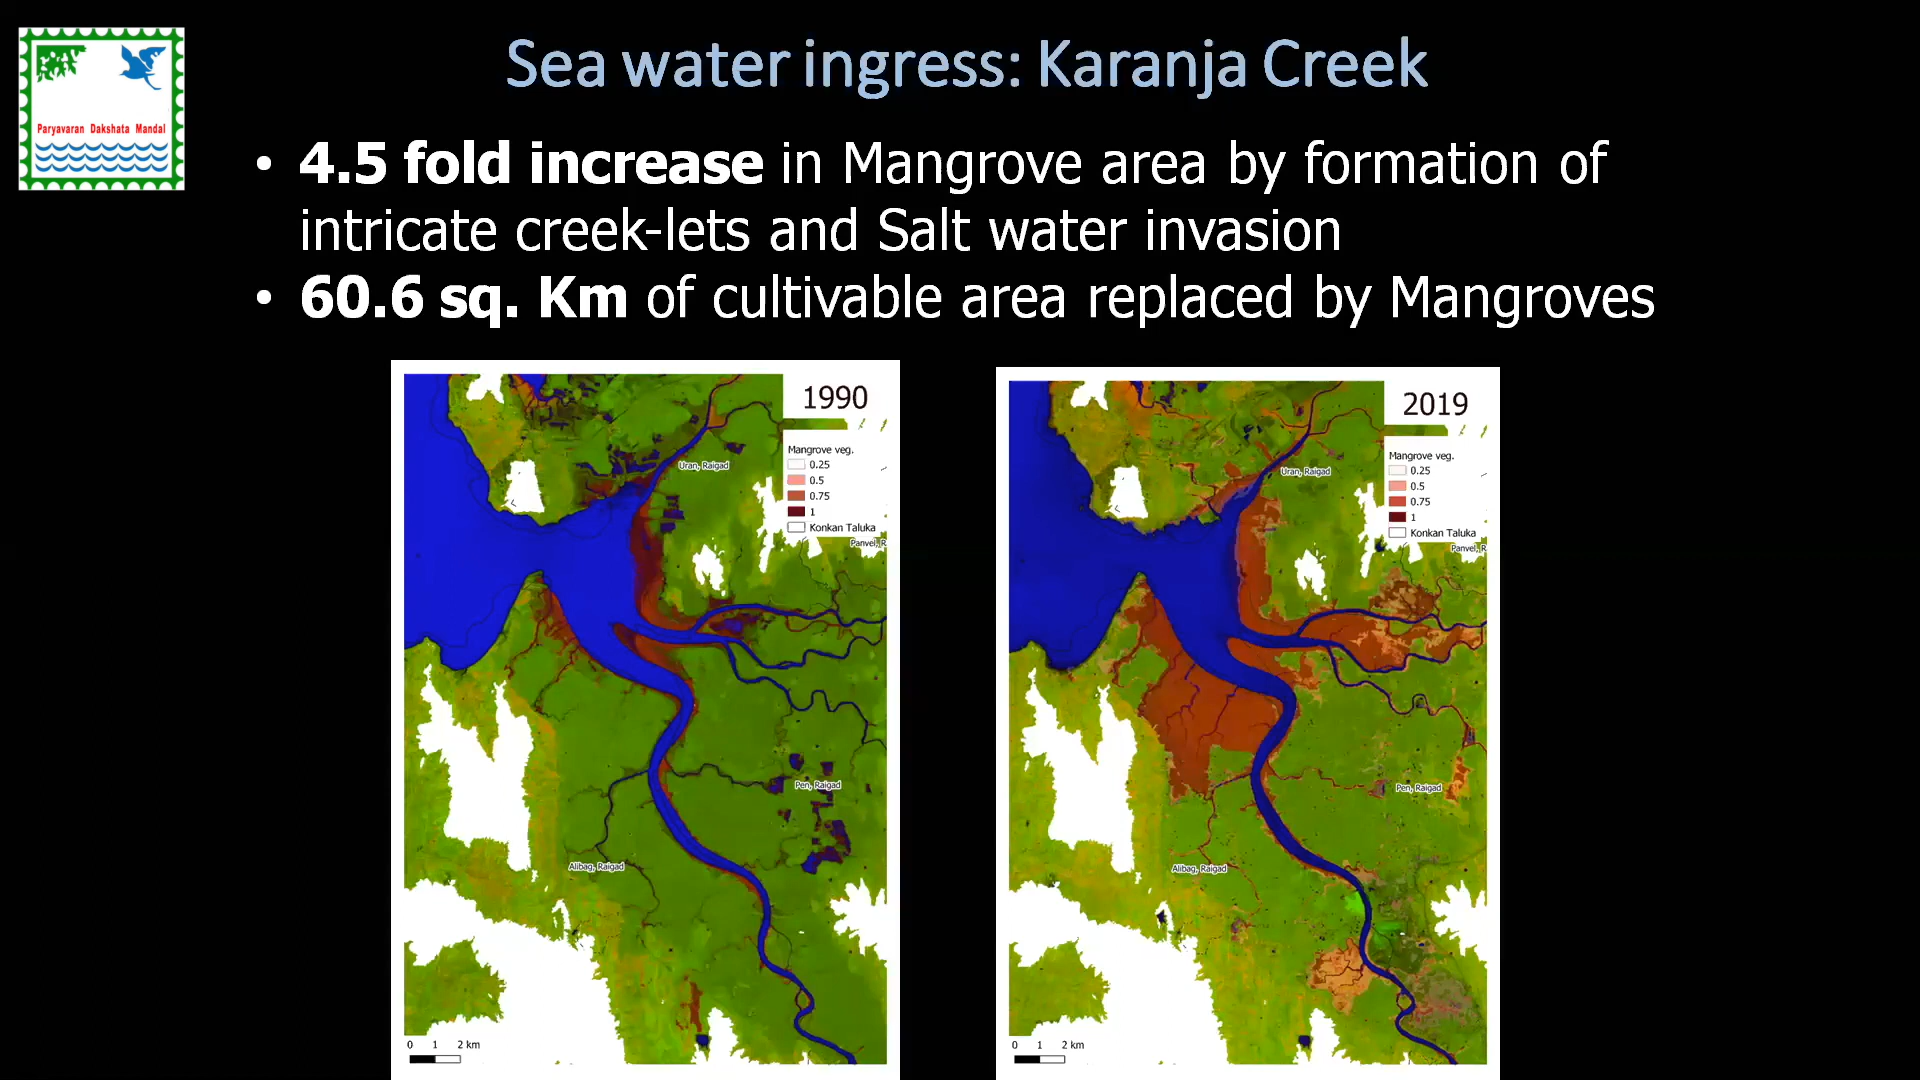 Paryavaran Dakshata Mandal
Sea water ingress: Karanja Creek
• 4.5 fold increase in Mangrove area by formation of
intricate creek-lets and Salt water invasion
• 60.6 sq. Km of cultivable area replaced by Mangroves
1990
Mangrove veg.
0.25
0.5
0.75
1
Konkan Taluka
Panvel, R
Uran, Raigad
Pen, Raigad
Alibag, Raigad
0 1 2 km
2019
Mangrove veg.
0.25
0.5
0.75
1
Konkan Taluka
Panvel, R
Uran, Raigad
Pen, Raigad
Alibag, Raigad
0 1 2 km